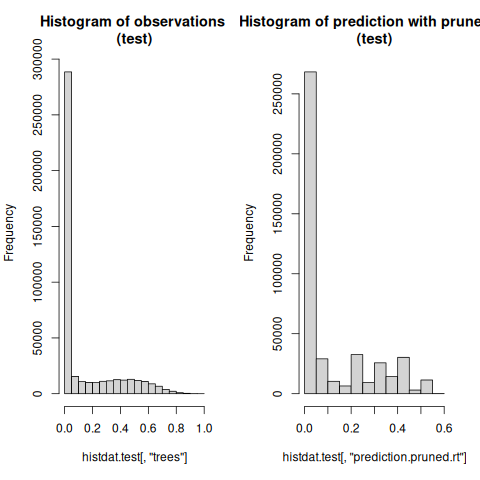 Histogram of observations
(test)
Frequency
0
50000
100000
150000
200000
250000
300000
0.0 0.2 0.4 0.6 0.8 1.0
histdat.test[, "trees"]
Histogram of prediction with prune
(test)
Frequency
0
50000
100000
150000
200000
250000
0.0 0.2 0.4 0.6
histdat.test[, "prediction.pruned.rt"]